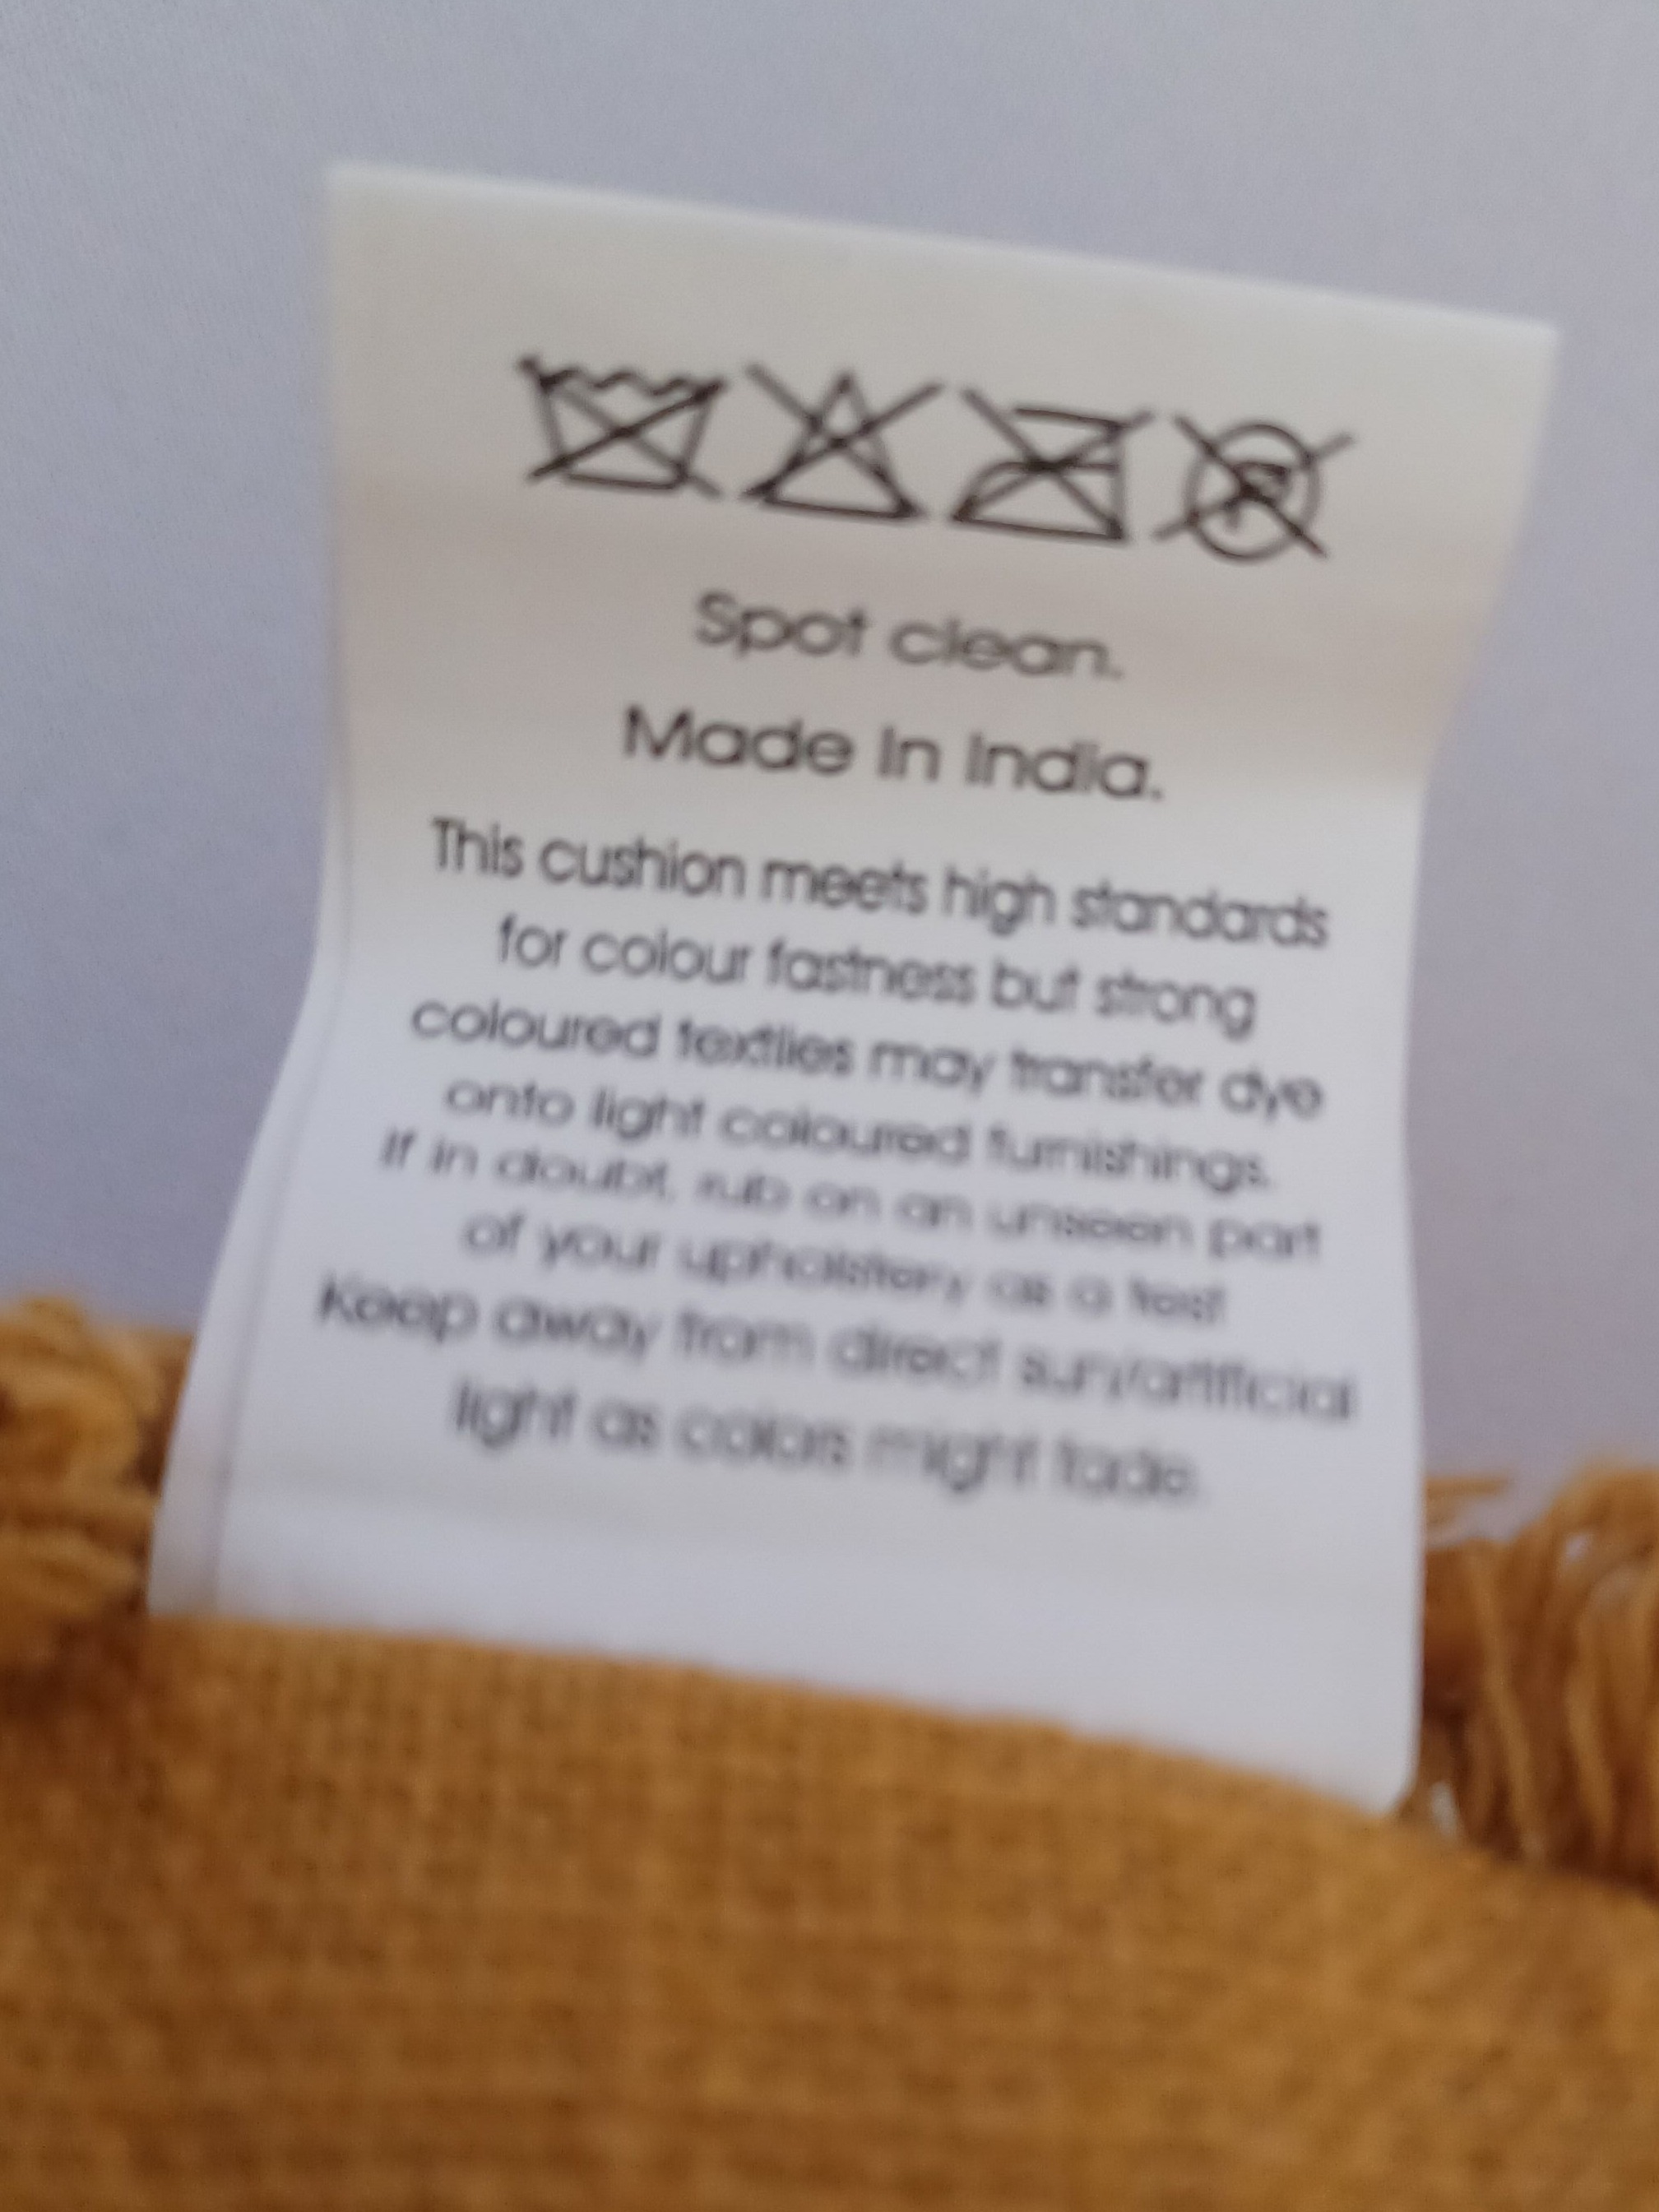 Spot clean.
Made in India.
This cushion meets high standards
for colour fastness but strong
coloured textiles may transfer dye
onto light coloured furnishings.
If in doubt, rub on an unseen part
of your upholstery as a test
Keep away from direct sun/artificial
light as colors might fade.